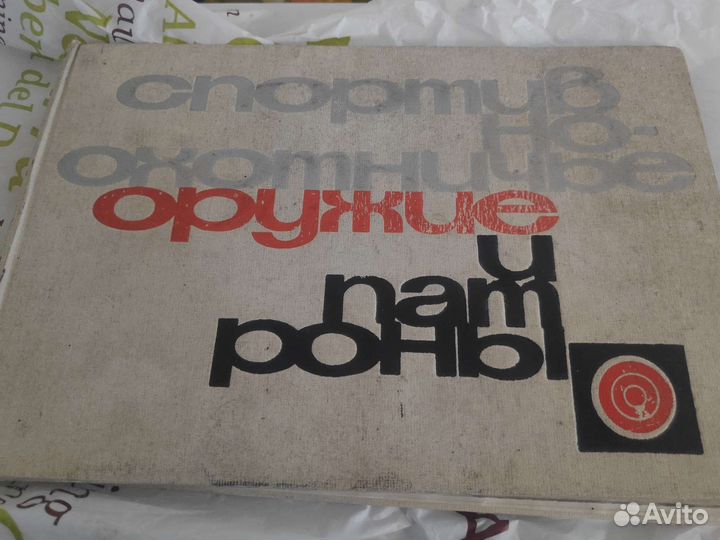 спортив
но-
охотничье
оружие
и
пат
роны
Avito